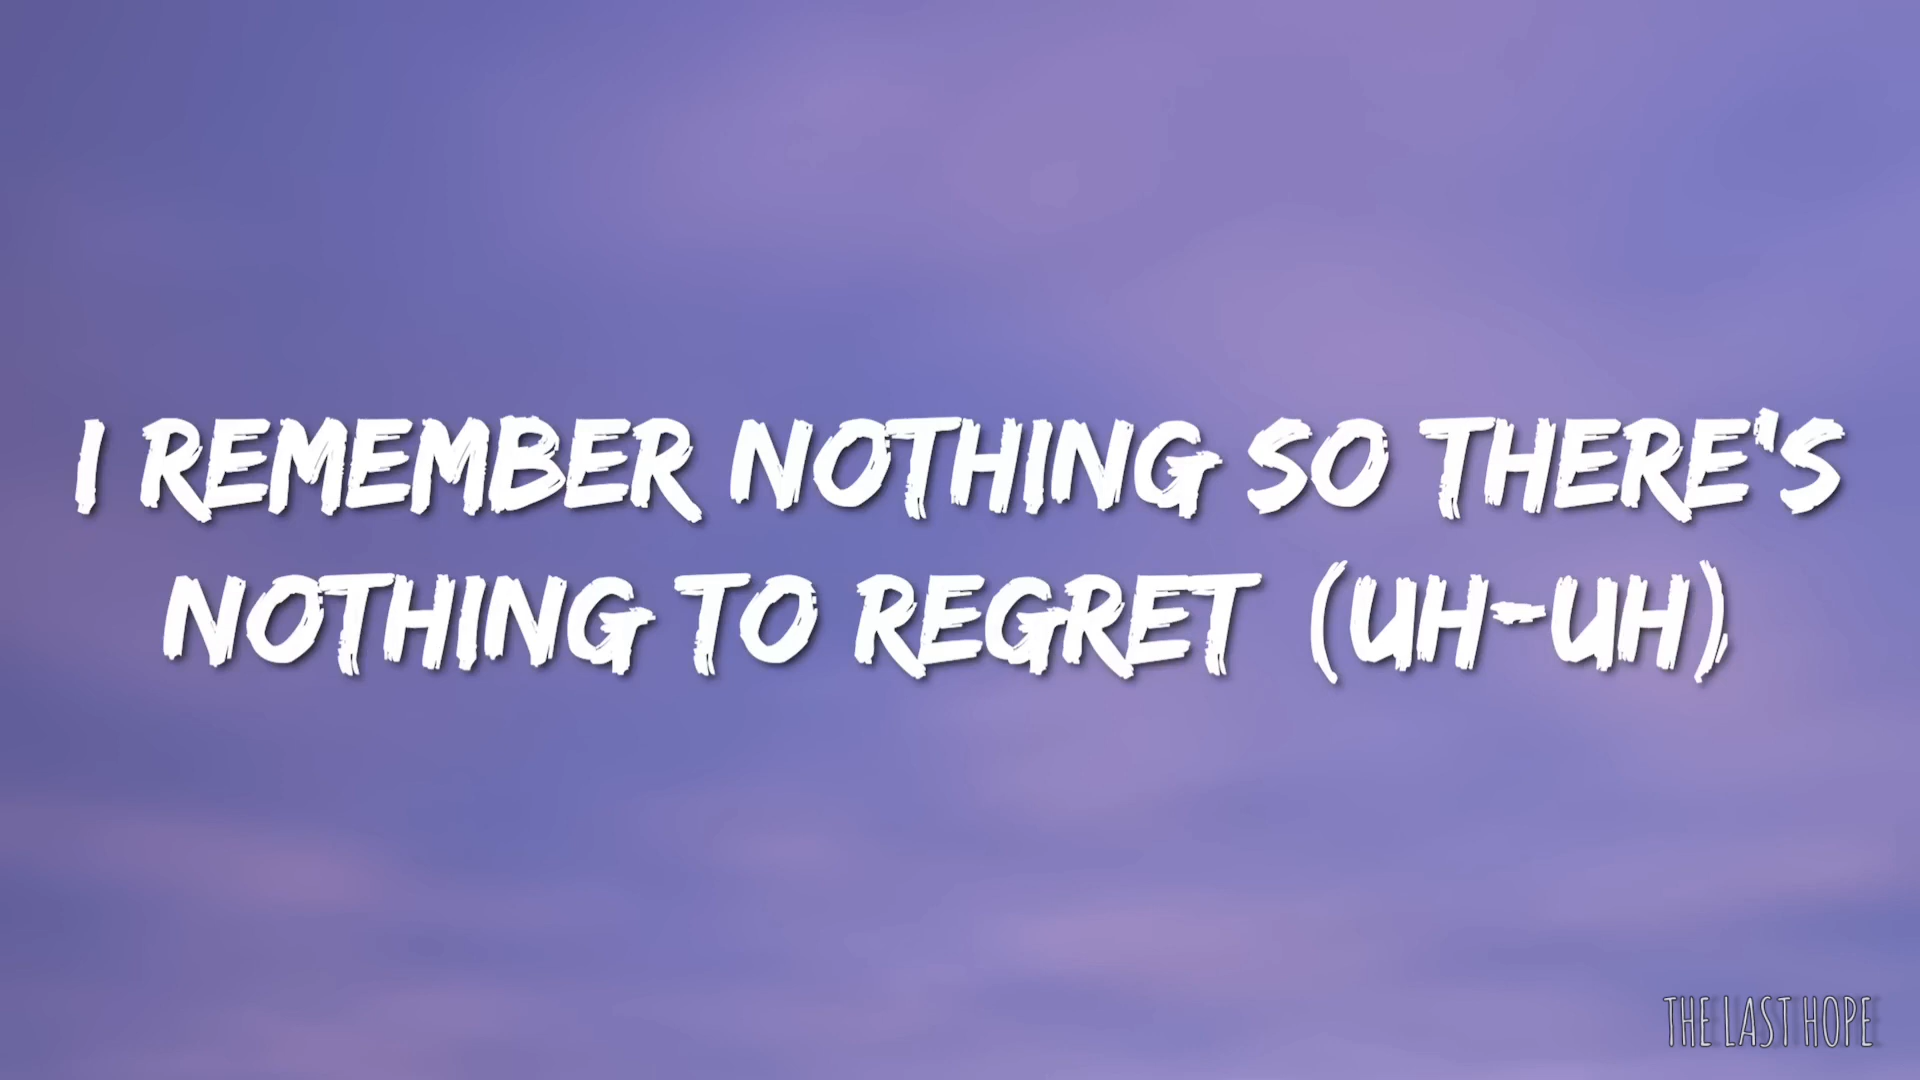 I REMEMBER NOTHING SO THERE'S
NOTHING TO REGRET (UH-UH)
THE LAST HOPE